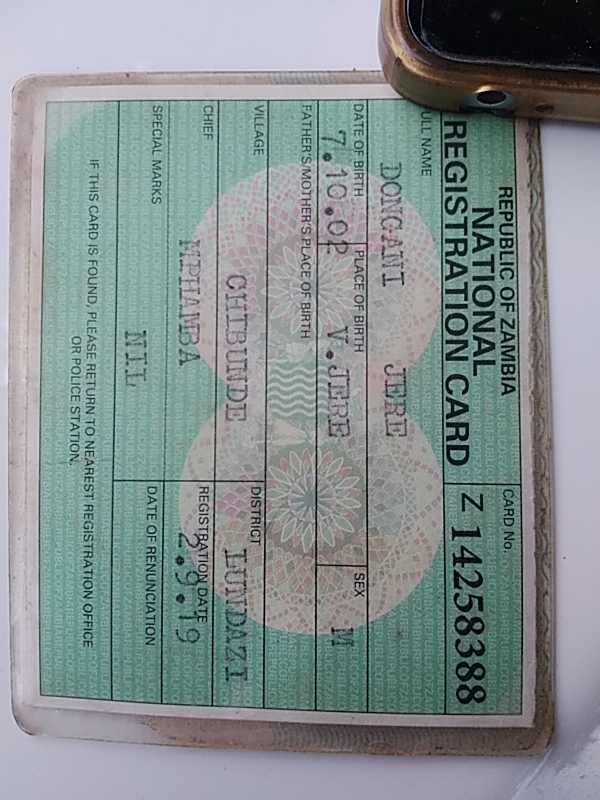 REPUBLIC OF ZAMBIA
NATIONAL
REGISTRATION CARD
CARD No.
Z 14258388
ULL NAME
DONGANI JERE
DATE OF BIRTH PLACE OF BIRTH SEX
7.10.02 V.JERE M
FATHER'S/MOTHER'S PLACE OF BIRTH
VILLAGE CHIBUNDE DISTRICT LUNDAZI
CHIEF MPHAMBA REGISTRATION DATE 2.9.19
SPECIAL MARKS NIL DATE OF RENUNCIATION
IF THIS CARD IS FOUND, PLEASE RETURN TO NEAREST REGISTRATION OFFICE
OR POLICE STATION.